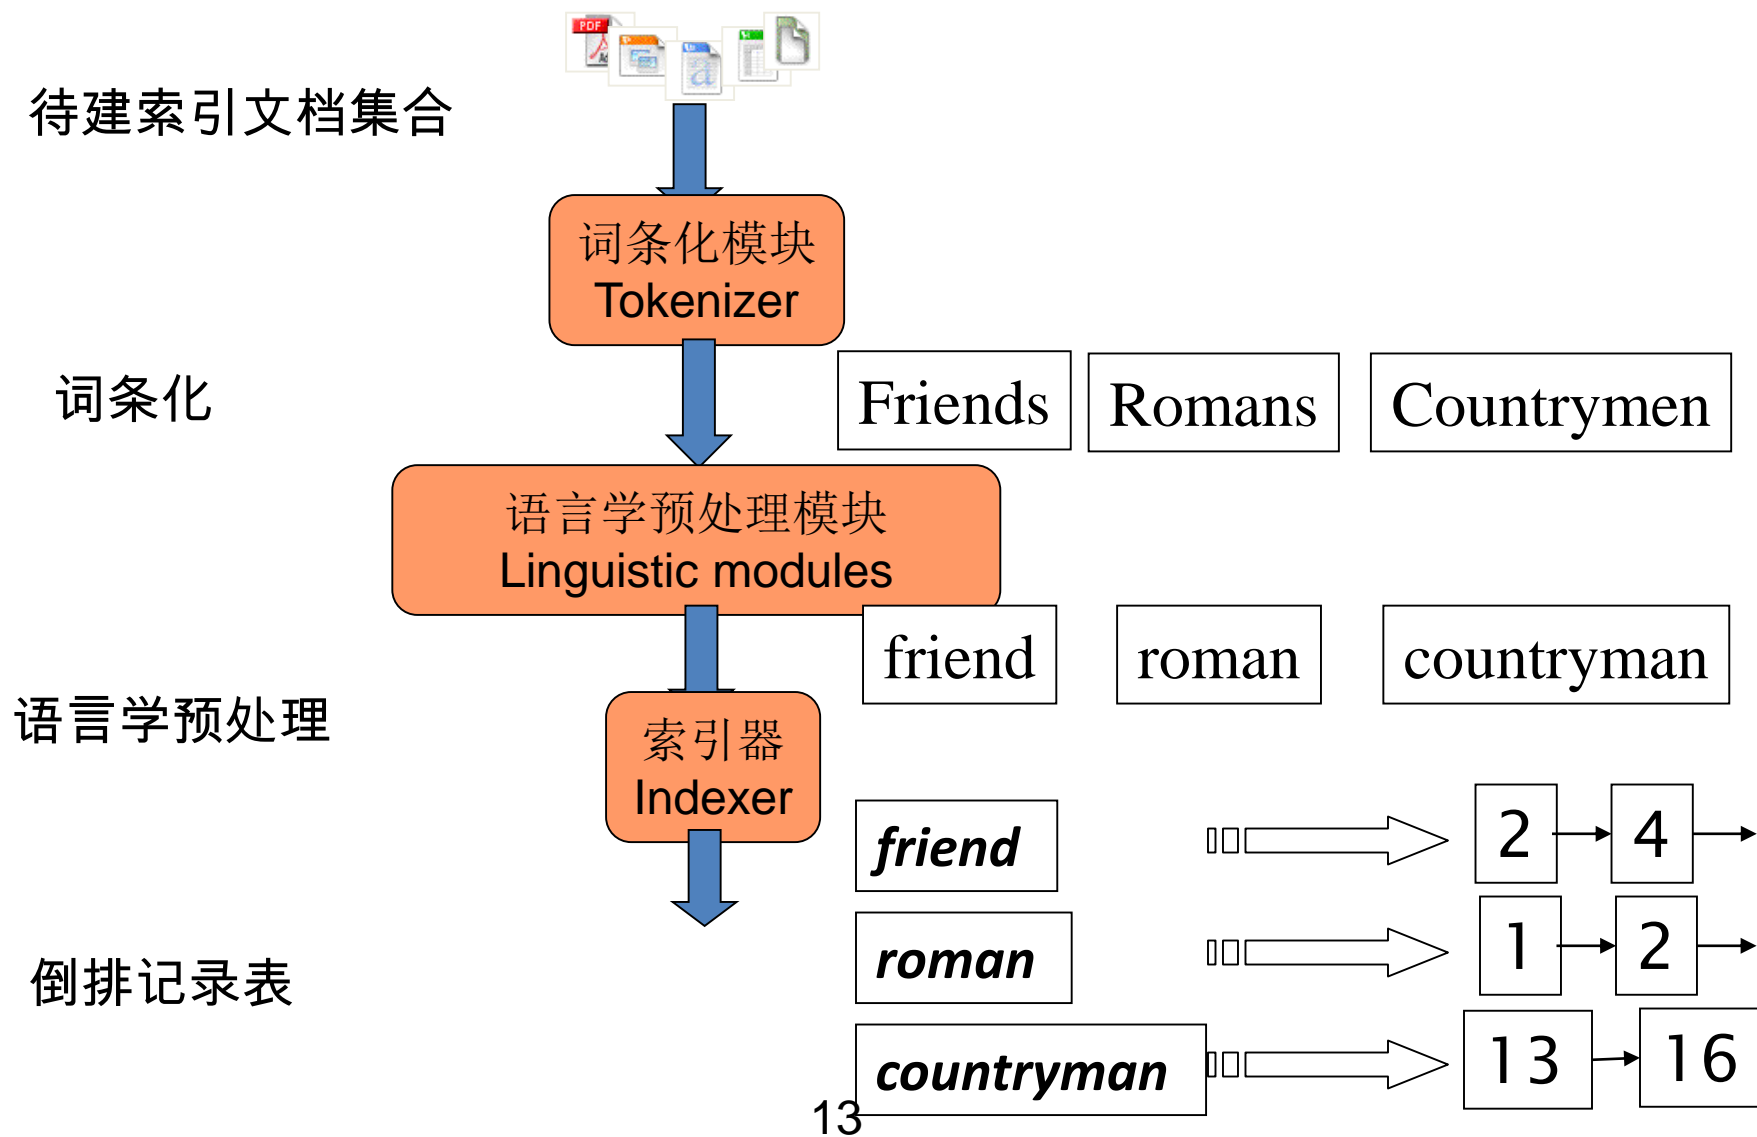 PDF
待建索引文档集合
词条化模块
Tokenizer
词条化
Friends
Romans
Countrymen
语言学预处理模块
Linguistic modules
friend
roman
countryman
语言学预处理
索引器
Indexer
friend
2
4
roman
1
2
倒排记录表
countryman
13
16
13